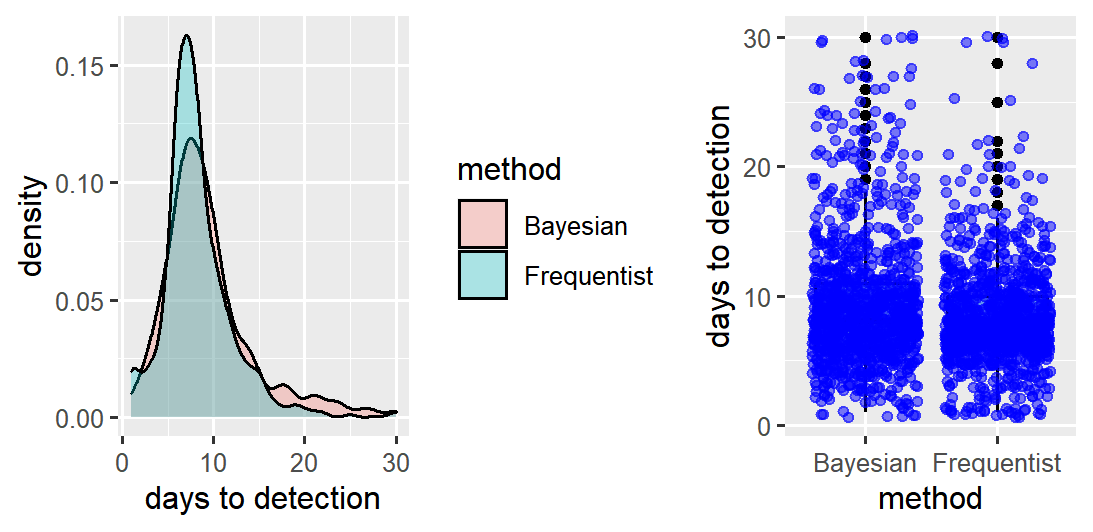 density
0.15
0.10
0.05
0.00
0 10 20 30
days to detection
method
Bayesian
Frequentist
days to detection
30
20
10
0
Bayesian Frequentist
method